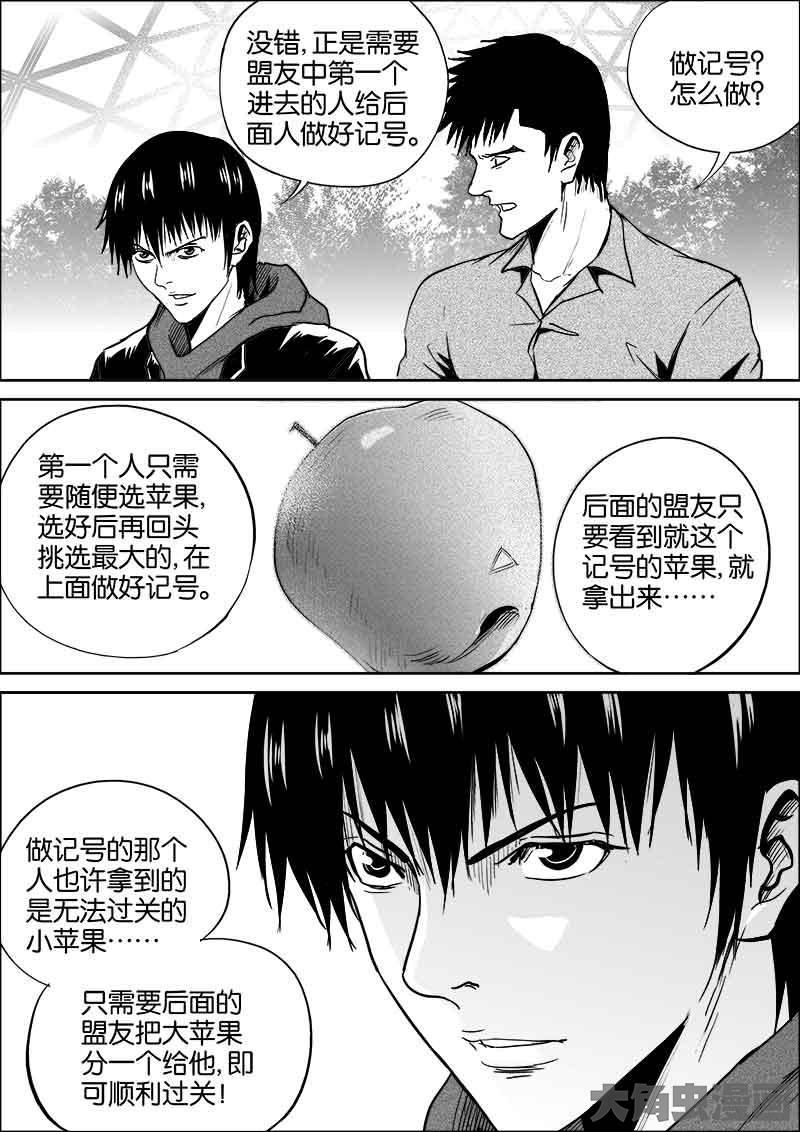 没错,正是需要
盟友中第一个
进去的人给后
面人做好记号。
做记号?
怎么做?
第一个人只需
要随便选苹果,
选好后再回头
挑选最大的,在
上面做好记号。
后面的盟友只
要看到就这个
记号的苹果,就
拿出来……
做记号的那个
人也许拿到的
是无法过关的
小苹果……
只需要后面的
盟友把大苹果
分一个给他,即
可顺利过关!
大角虫漫画